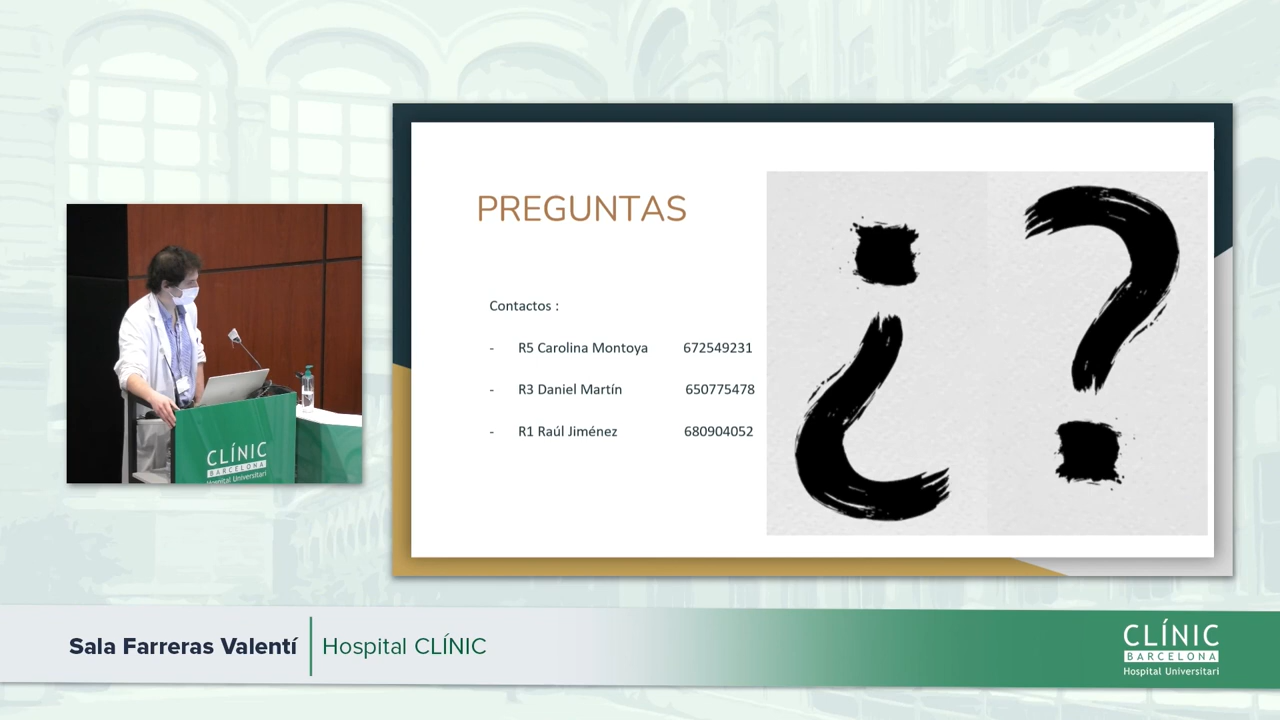 PREGUNTAS
Contactos :
- R5 Carolina Montoya 672549231
- R3 Daniel Martín 650775478
- R1 Raúl Jiménez 680904052
¿?
CLÍNIC
BARCELONA
Hospital Universitari
Sala Farreras Valentí Hospital CLÍNIC
CLÍNIC
BARCELONA
Hospital Universitari